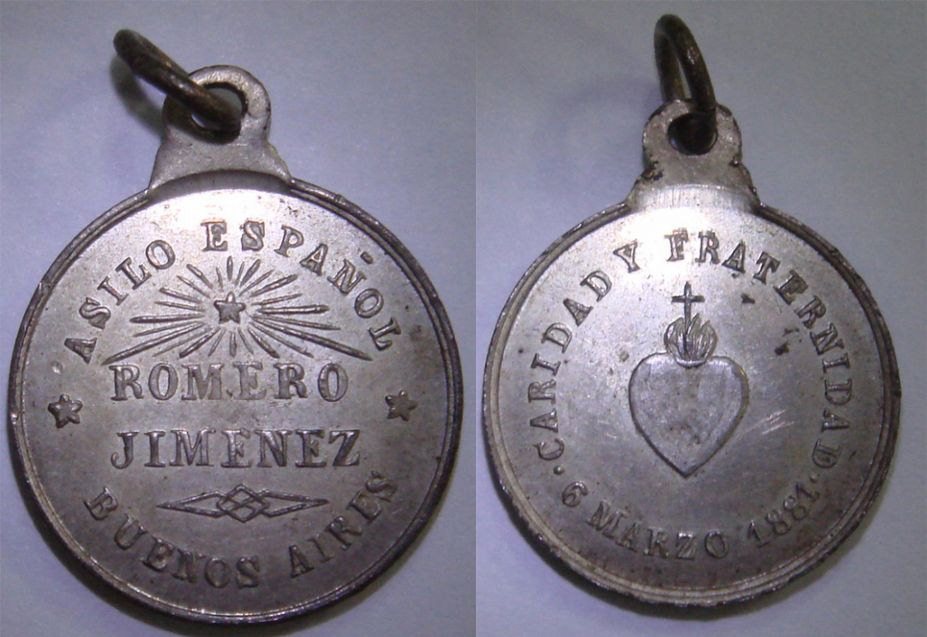 ASILO ESPAÑOL
ROMERO
JIMENEZ
BUENOS AIRES
CARIDAD Y FRATERNIDAD
6 MARZO 1881